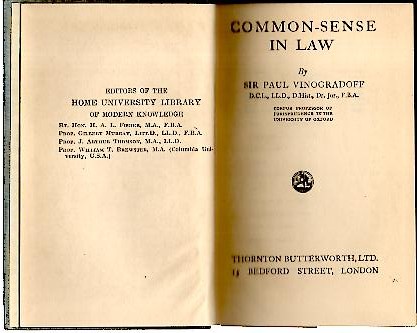 EDITORS OF THE
HOME UNIVERSITY LIBRARY
OF MODERN KNOWLEDGE
RT. HON. H. A. L. FISHER, M.A., F.B.A.
PROF. GILBERT MURRAY, LITT.D., LL.D., F.B.A.
PROF. J. ARTHUR THOMSON, M.A., LL.D.
PROF. WILLIAM T. BREWSTER, M.A. (Columbia Uni-
versity, U.S.A.)
COMMON-SENSE
IN LAW
By
SIR PAUL VINOGRADOFF
D.C.L., LL.D., D.Hist., Dr. Jur., F.B.A.
CORPUS PROFESSOR OF
JURISPRUDENCE IN THE
UNIVERSITY OF OXFORD
THORNTON BUTTERWORTH, LTD.
15 BEDFORD STREET, LONDON